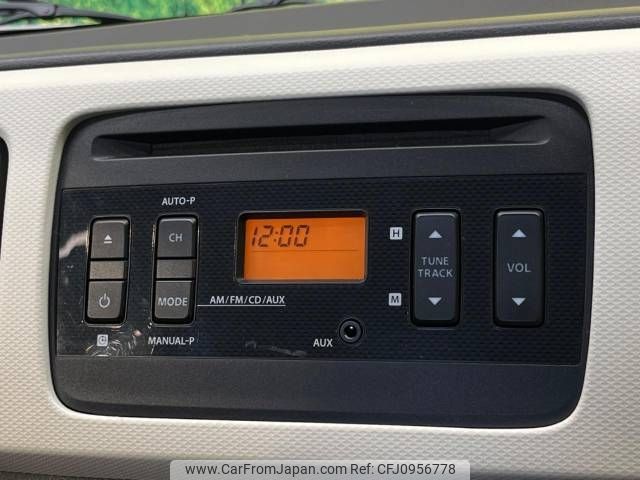 AUTO-P
CH
MODE
MANUAL-P
12:00
AM/FM/CD/AUX
AUX
H
TUNE
TRACK
M
VOL
www.CarFromJapan.com | Ref No.CFJ0956778